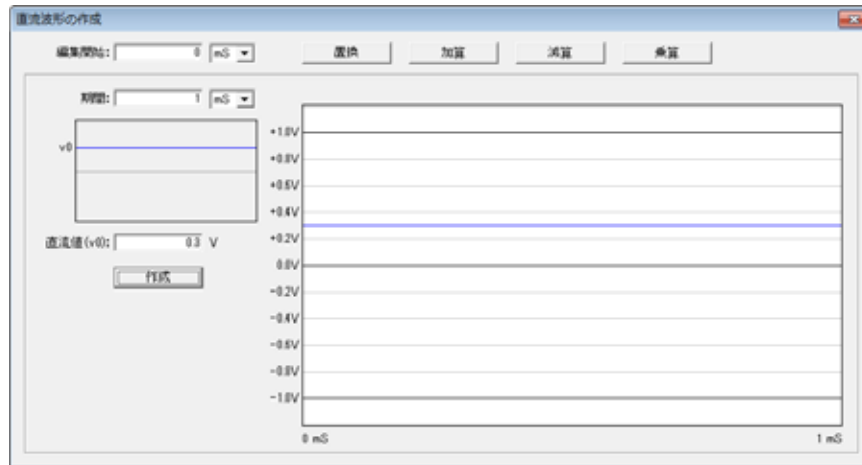 直流波形の作成
編集開始: 0 mS 置換 加算 減算 乗算
期間: 1 mS
v0
直流値(v0): 0.3 V
作成
+1.0V
+0.8V
+0.6V
+0.4V
+0.2V
0.0V
-0.2V
-0.4V
-0.6V
-0.8V
-1.0V
0 mS 1 mS